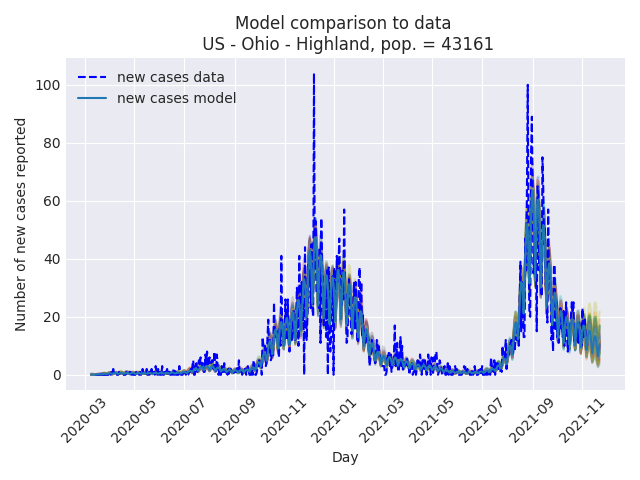 Model comparison to data
US - Ohio - Highland, pop. = 43161
new cases data
new cases model
Number of new cases reported
100
80
60
40
20
0
2020-03
2020-05
2020-07
2020-09
2020-11
2021-01
2021-03
2021-05
2021-07
2021-09
2021-11
Day